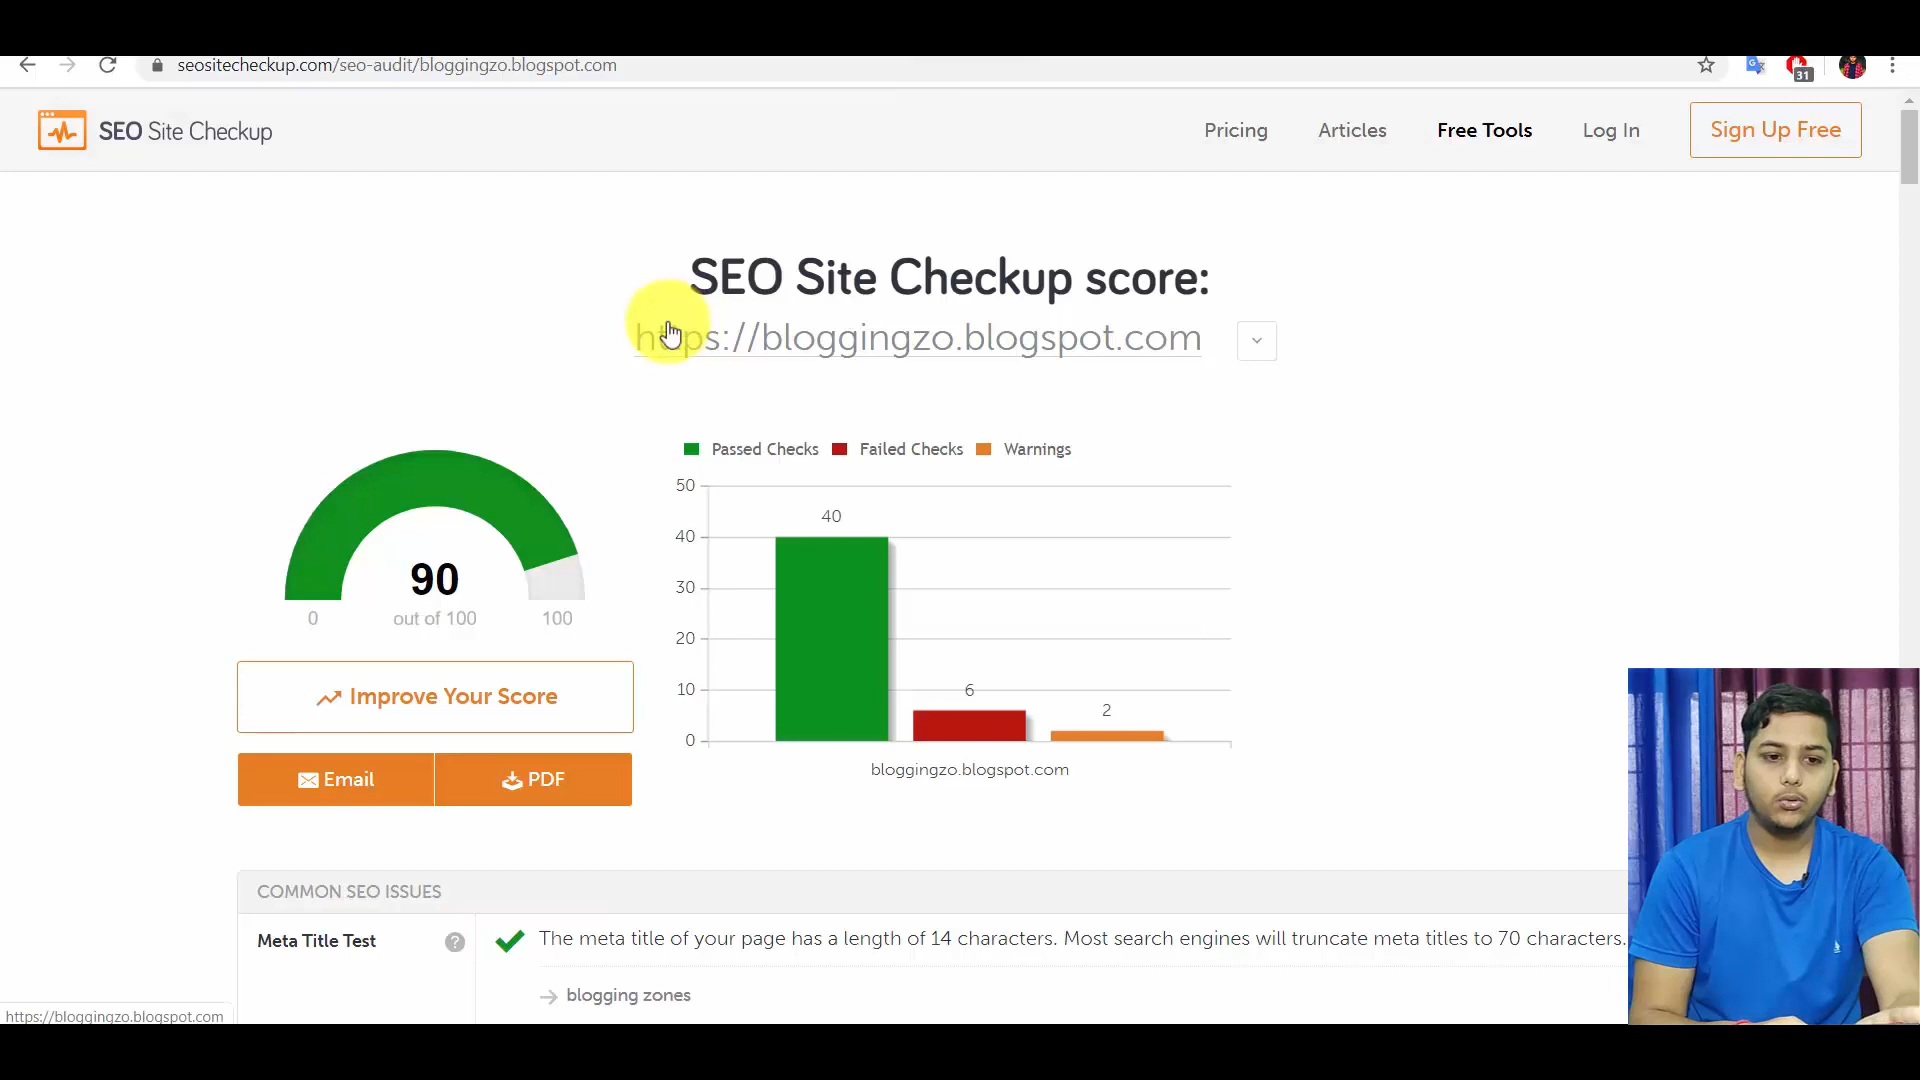 seositecheckup.com/seo-audit/bloggingzo.blogspot.com
31
SEO Site Checkup
Pricing
Articles
Free Tools
Log In
Sign Up Free
SEO Site Checkup score:
https://bloggingzo.blogspot.com
90
0
out of 100
100
Improve Your Score
Email
PDF
Passed Checks
Failed Checks
Warnings
50
40
30
20
10
0
40
6
2
bloggingzo.blogspot.com
COMMON SEO ISSUES
Meta Title Test
?
The meta title of your page has a length of 14 characters. Most search engines will truncate meta titles to 70 characters.
blogging zones
https://bloggingzo.blogspot.com